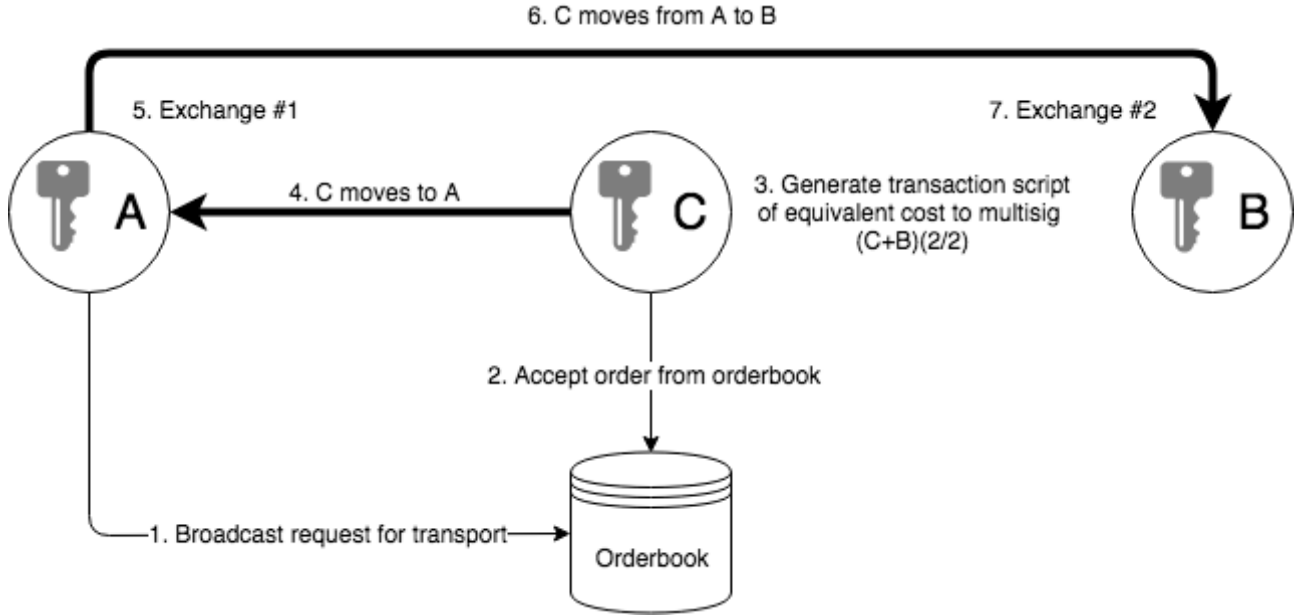 6. C moves from A to B
5. Exchange #1
7. Exchange #2
A
4. C moves to A
C
3. Generate transaction script
of equivalent cost to multisig
(C+B)(2/2)
B
2. Accept order from orderbook
1. Broadcast request for transport
Orderbook